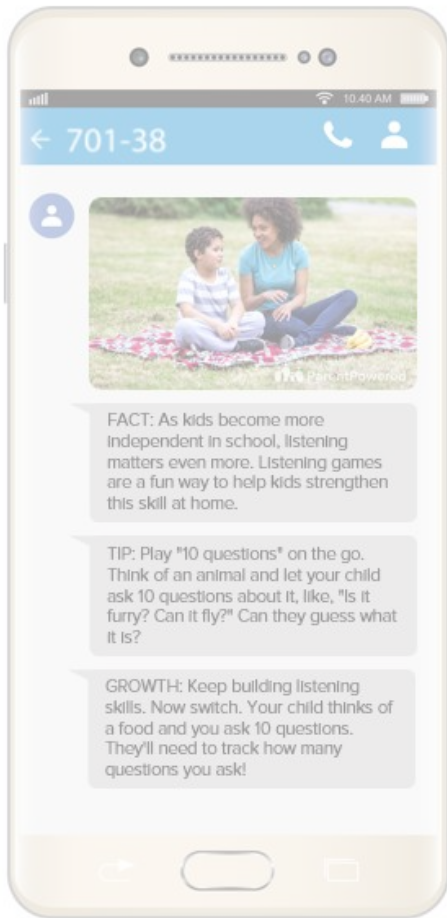 10.40 AM
701-38
ParentPowered
FACT: As kids become more
independent in school, listening
matters even more. Listening games
are a fun way to help kids strengthen
this skill at home.
TIP: Play "10 questions" on the go.
Think of an animal and let your child
ask 10 questions about it, like, "Is it
furry? Can it fly?" Can they guess what
it is?
GROWTH: Keep building listening
skills. Now switch. Your child thinks of
a food and you ask 10 questions.
They'll need to track how many
questions you ask!